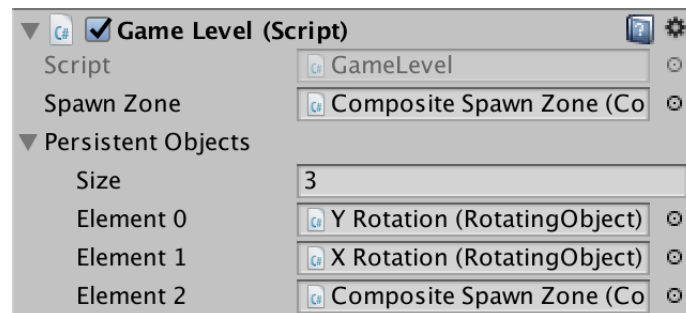 Game Level (Script)
Script GameLevel
Spawn Zone Composite Spawn Zone (Co
Persistent Objects
Size 3
Element 0 Y Rotation (RotatingObject)
Element 1 X Rotation (RotatingObject)
Element 2 Composite Spawn Zone (Co